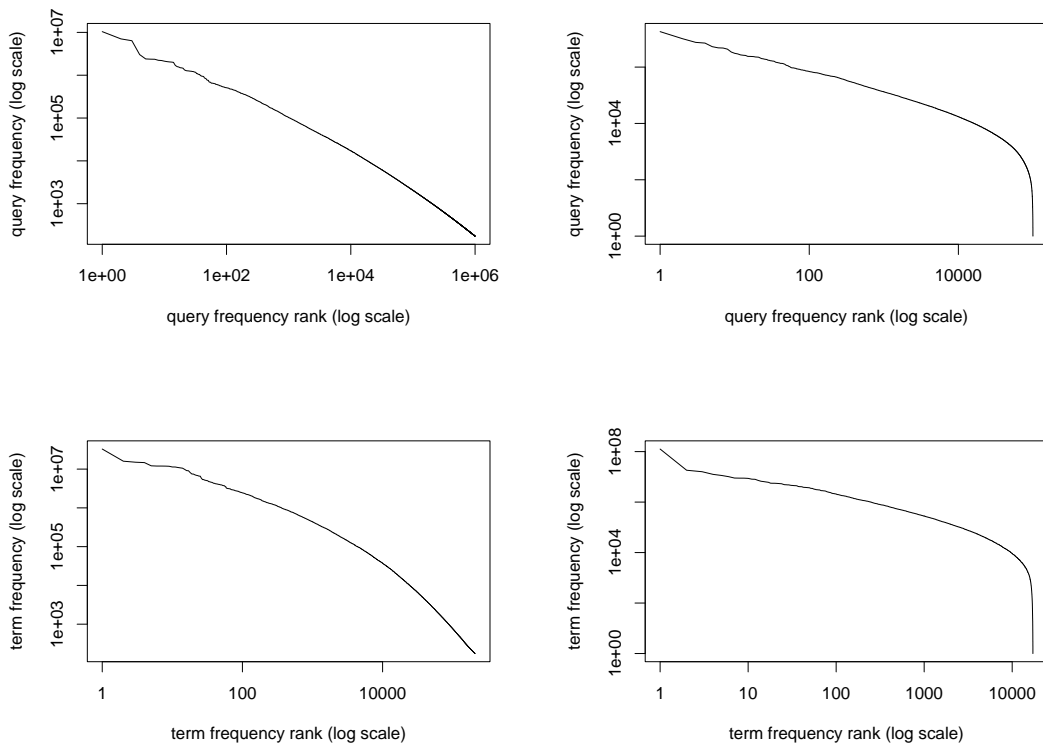 query frequency (log scale)
1e+07
1e+05
1e+03
1e+00
1e+02
1e+04
1e+06
query frequency rank (log scale)
query frequency (log scale)
1e+04
1e+00
1
100
10000
query frequency rank (log scale)
term frequency (log scale)
1e+07
1e+05
1e+03
1
100
10000
term frequency rank (log scale)
term frequency (log scale)
1e+08
1e+04
1e+00
1
10
100
1000
10000
term frequency rank (log scale)